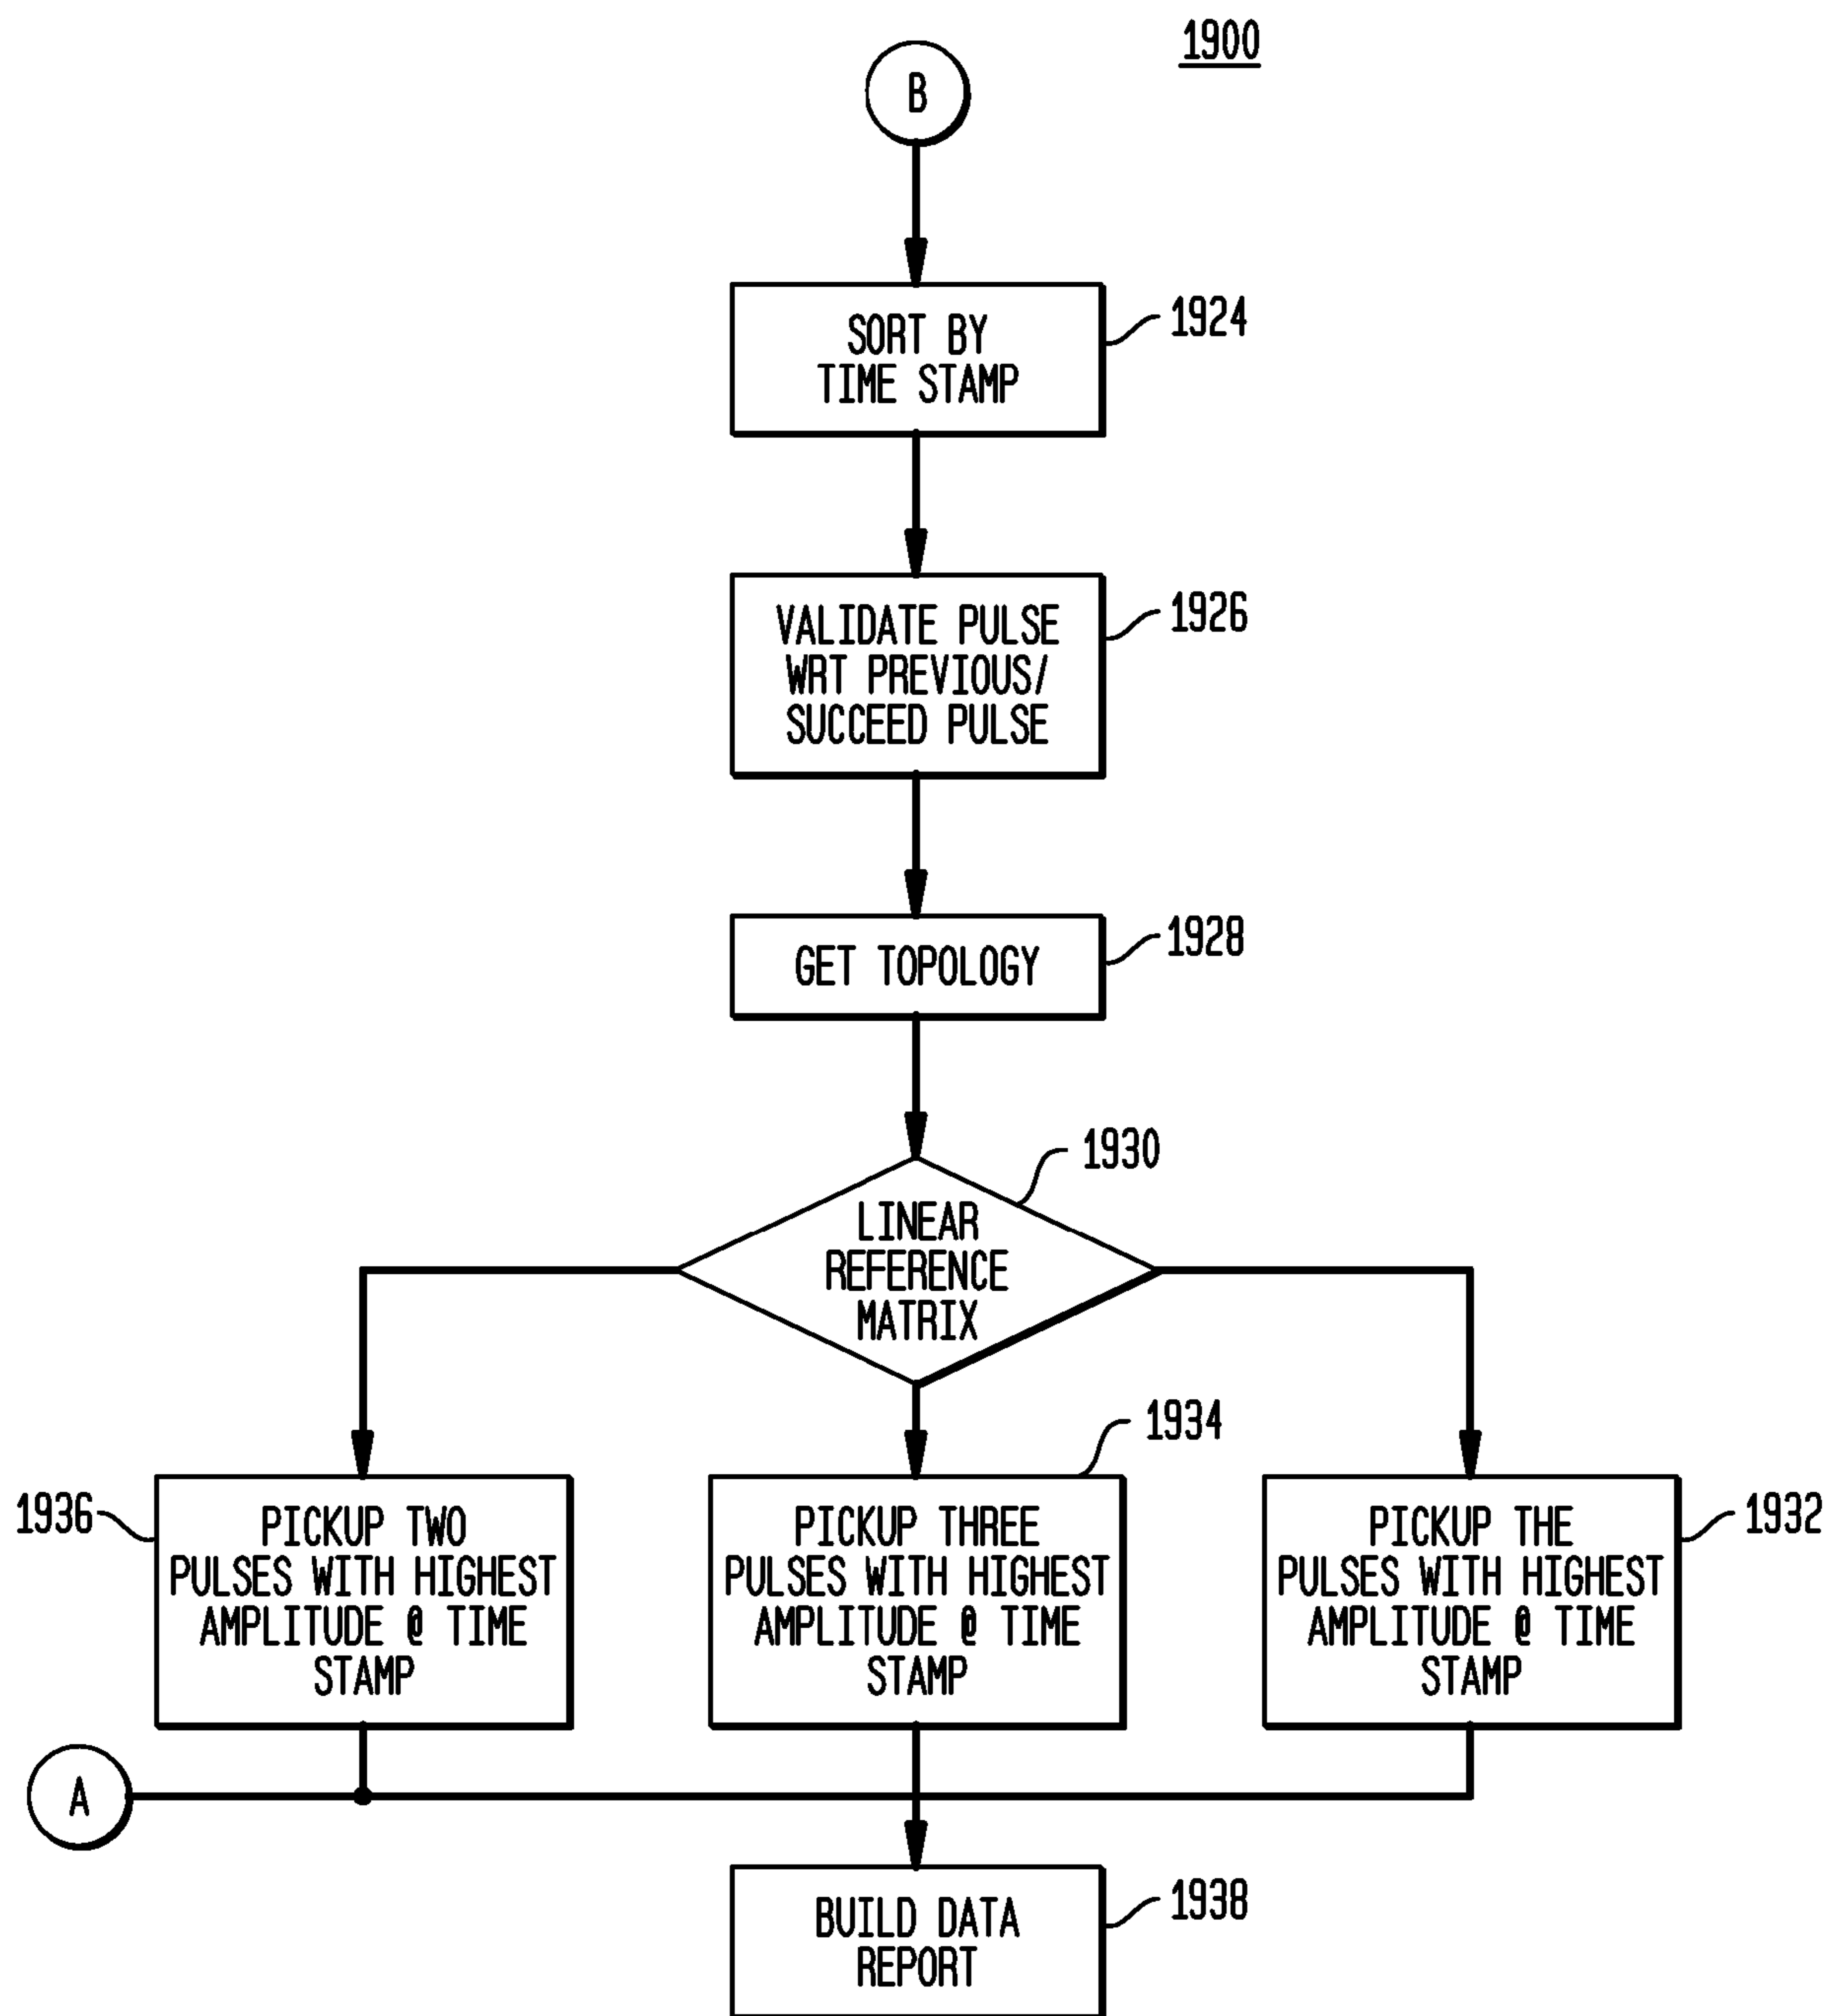 1900
B
SORT BY
TIME STAMP
1924
VALIDATE PULSE
WRT PREVIOUS/
SUCCEED PULSE
1926
GET TOPOLOGY
1928
LINEAR
REFERENCE
MATRIX
1930
1936
PICKUP TWO
PULSES WITH HIGHEST
AMPLITUDE @ TIME
STAMP
PICKUP THREE
PULSES WITH HIGHEST
AMPLITUDE @ TIME
STAMP
1934
PICKUP THE
PULSES WITH HIGHEST
AMPLITUDE @ TIME
STAMP
1932
A
BUILD DATA
REPORT
1938